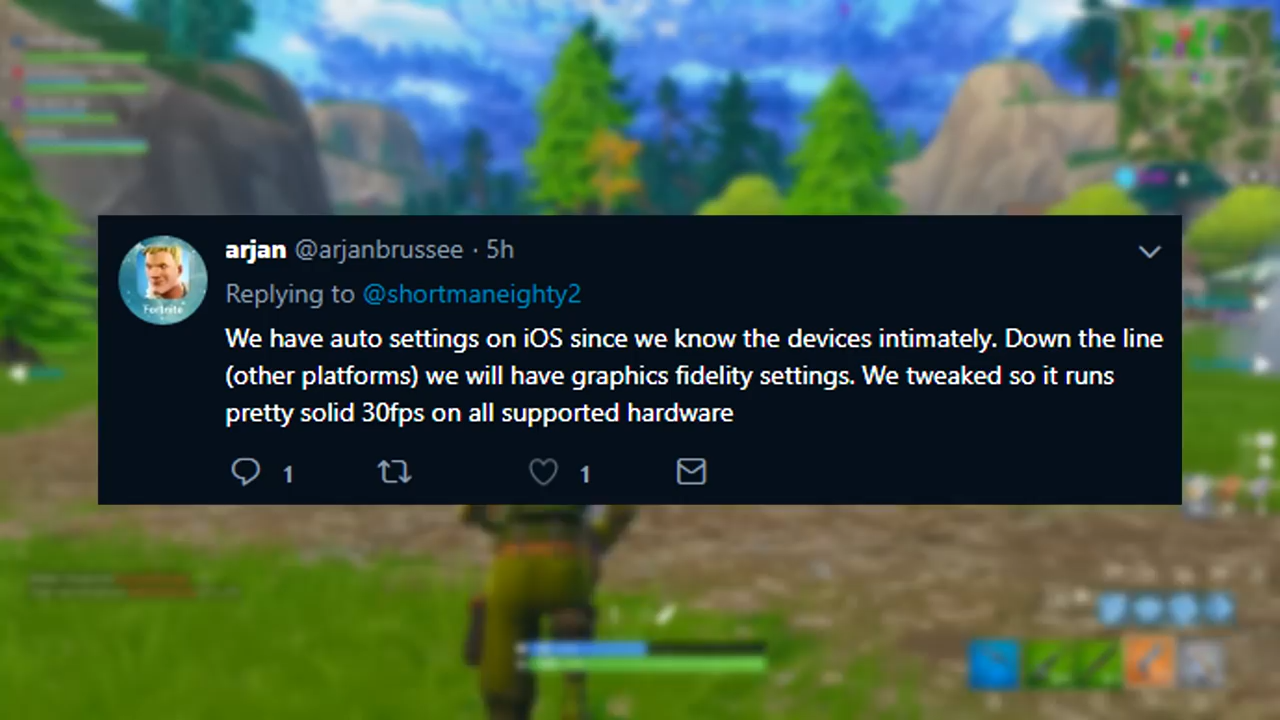 arjan @arjanbrussee · 5h
Replying to @shortmaneighty2
We have auto settings on iOS since we know the devices intimately. Down the line
(other platforms) we will have graphics fidelity settings. We tweaked so it runs
pretty solid 30fps on all supported hardware
1 1
Fortnite